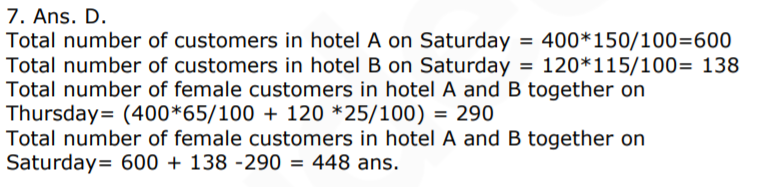 7. Ans. D.
Total number of customers in hotel A on Saturday = 400*150/100=600
Total number of customers in hotel B on Saturday = 120*115/100= 138
Total number of female customers in hotel A and B together on
Thursday= (400*65/100 + 120 *25/100) = 290
Total number of female customers in hotel A and B together on
Saturday= 600 + 138 -290 = 448 ans.